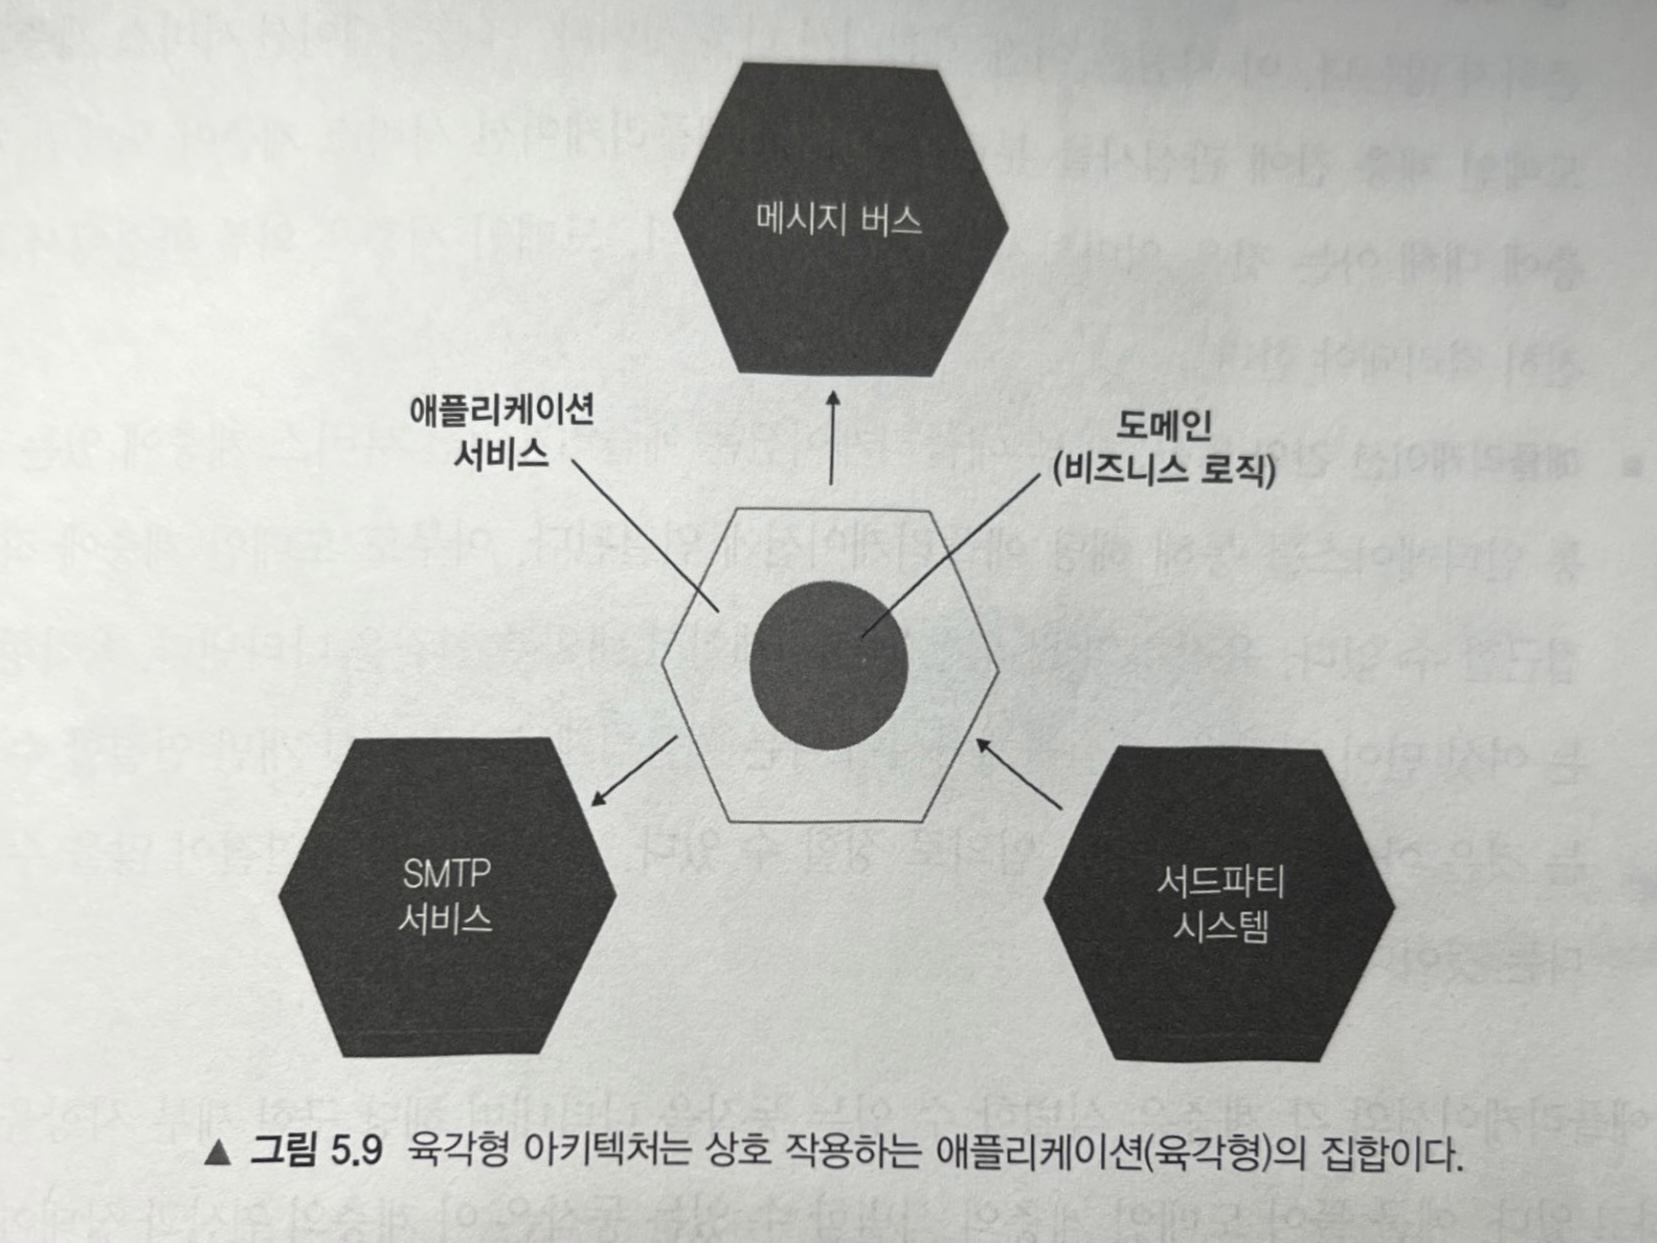 메시지 버스
애플리케이션
서비스
도메인
(비즈니스 로직)
SMTP
서비스
서드파티
시스템
▲ 그림 5.9 육각형 아키텍처는 상호 작용하는 애플리케이션(육각형)의 집합이다.